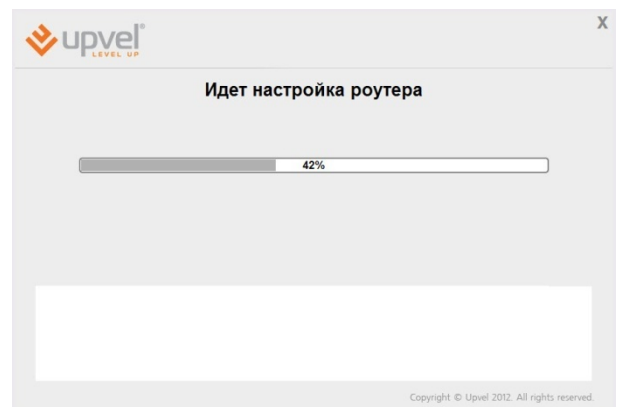 X
upvel®
LEVEL UP
Идет настройка роутера
42%
Copyright © Upvel 2012. All rights reserved.